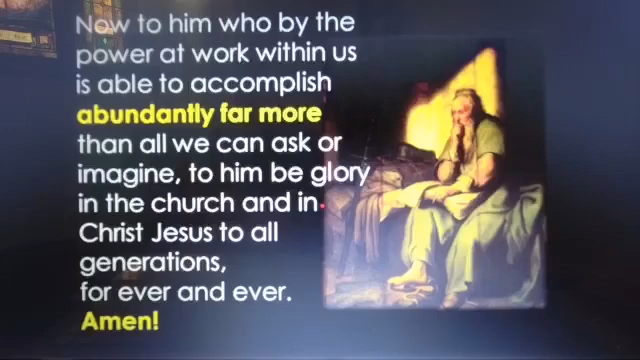 Now to him who by the
power at work within us
is able to accomplish
abundantly far more
than all we can ask or
imagine, to him be glory
in the church and in
Christ Jesus to all
generations,
for ever and ever.
Amen!